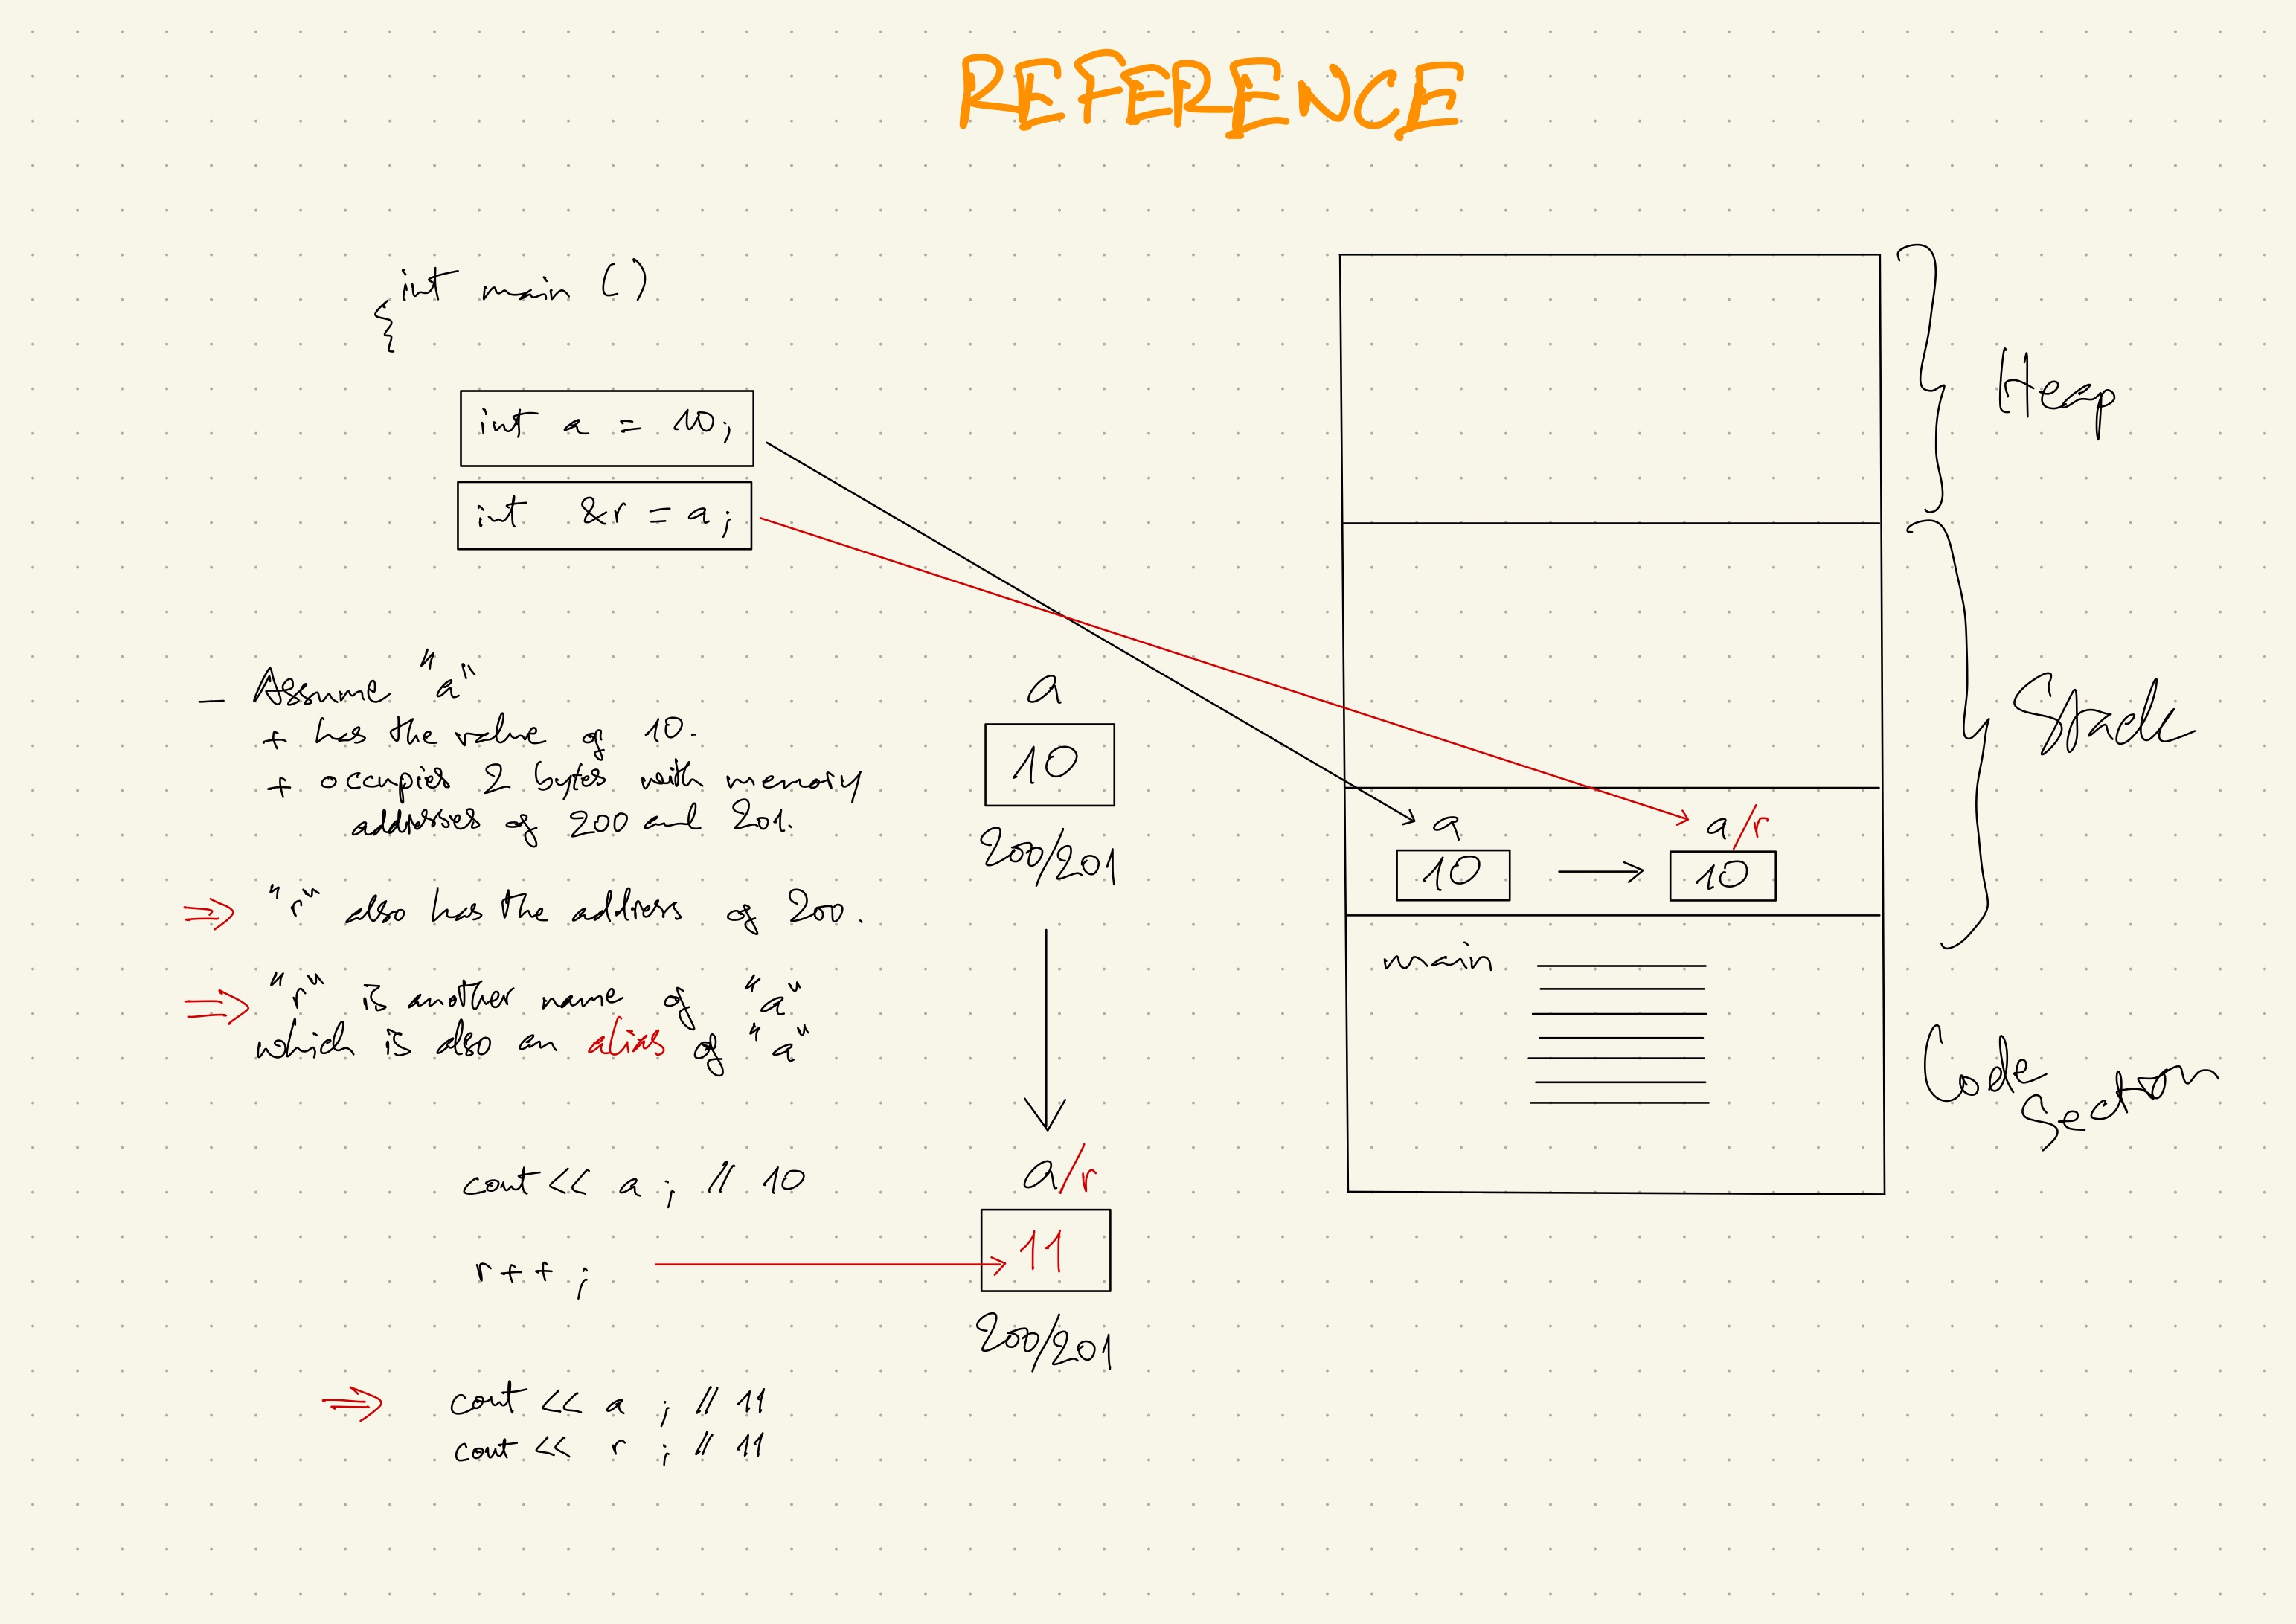 REFERENCE
int main ()
{
int a = 10;
int &r = a;
- Assume "a"
+ has the value of 10.
+ occupies 2 bytes with memory
addresses of 200 and 201.
⇒ "r" also has the address of 200.
⇒ "r" is another name of "a"
which is also an alias of "a"
cout << a ; // 10
r++ ;
⇒ cout << a ; // 11
cout << r ; // 11
a
10
200/201
a/r
11
200/201
Heap
Stack
a
10
a/r
10
main
Code
Section